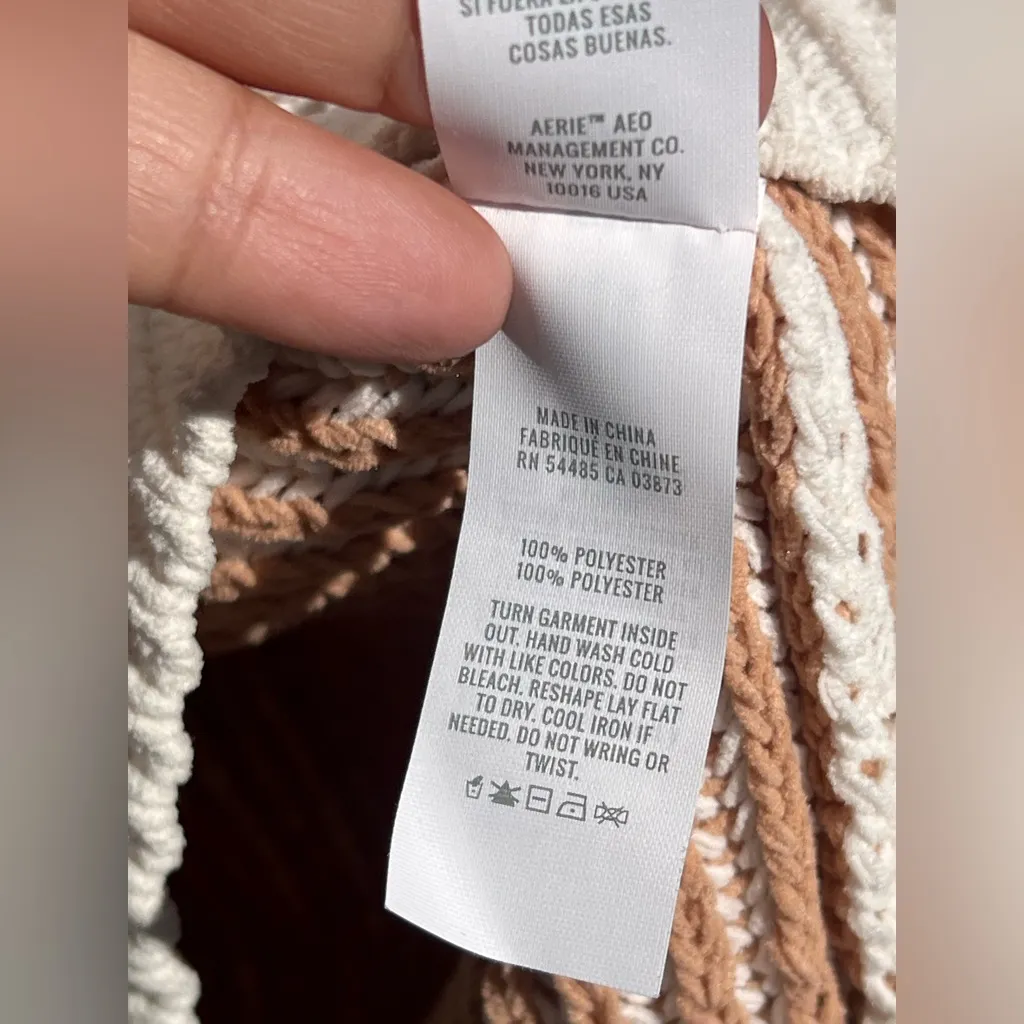 SI FUERA
TODAS ESAS
COSAS BUENAS.
AERIE™ AEO
MANAGEMENT CO.
NEW YORK, NY
10016 USA
MADE IN CHINA
FABRIQUÉ EN CHINE
RN 54485 CA 03873
100% POLYESTER
100% POLYESTER
TURN GARMENT INSIDE
OUT. HAND WASH COLD
WITH LIKE COLORS. DO NOT
BLEACH. RESHAPE LAY FLAT
TO DRY. COOL IRON IF
NEEDED. DO NOT WRING OR
TWIST.